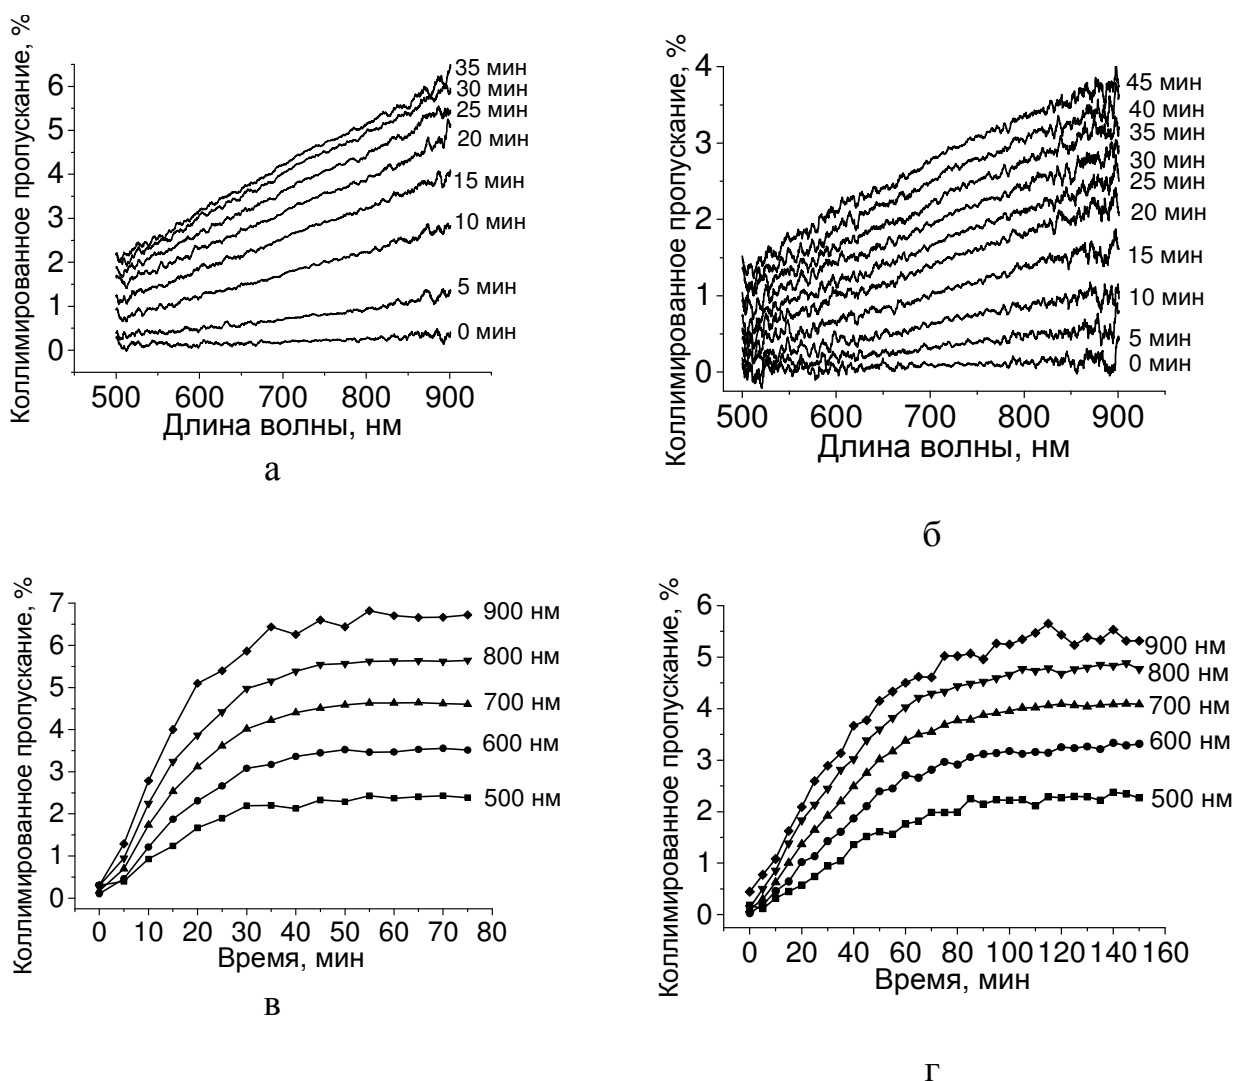 Коллимированное пропускание, %
6
5
4
3
2
1
0
35 мин
30 мин
25 мин
20 мин
15 мин
10 мин
5 мин
0 мин
500 600 700 800 900
Длина волны, нм
а
Коллимированное пропускание, %
4
3
2
1
0
45 мин
40 мин
35 мин
30 мин
25 мин
20 мин
15 мин
10 мин
5 мин
0 мин
500 600 700 800 900
Длина волны, нм
б
Коллимированное пропускание, %
7
6
5
4
3
2
1
0
900 нм
800 нм
700 нм
600 нм
500 нм
0 10 20 30 40 50 60 70 80
Время, мин
в
Коллимированное пропускание, %
6
5
4
3
2
1
0
900 нм
800 нм
700 нм
600 нм
500 нм
0 20 40 60 80 100 120 140 160
Время, мин
г